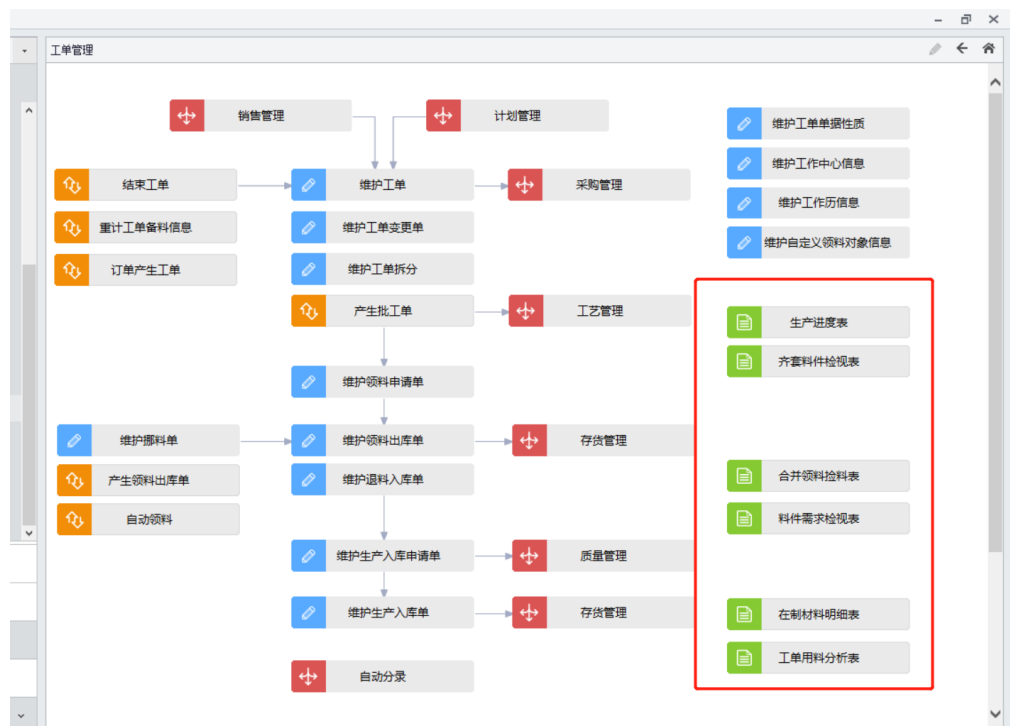 工单管理
销售管理
计划管理
维护工单单据性质
维护工作中心信息
结束工单
维护工单
采购管理
维护工作历信息
重计工单备料信息
维护工单变更单
维护自定义领料对象信息
订单产生工单
维护工单拆分
产生批工单
工艺管理
生产进度表
齐套料件检视表
维护领料申请单
维护挪料单
维护领料出库单
存货管理
合并领料捡料表
产生领料出库单
维护退料入库单
自动领料
料件需求检视表
维护生产入库申请单
质量管理
维护生产入库单
存货管理
在制材料明细表
工单用料分析表
自动分录